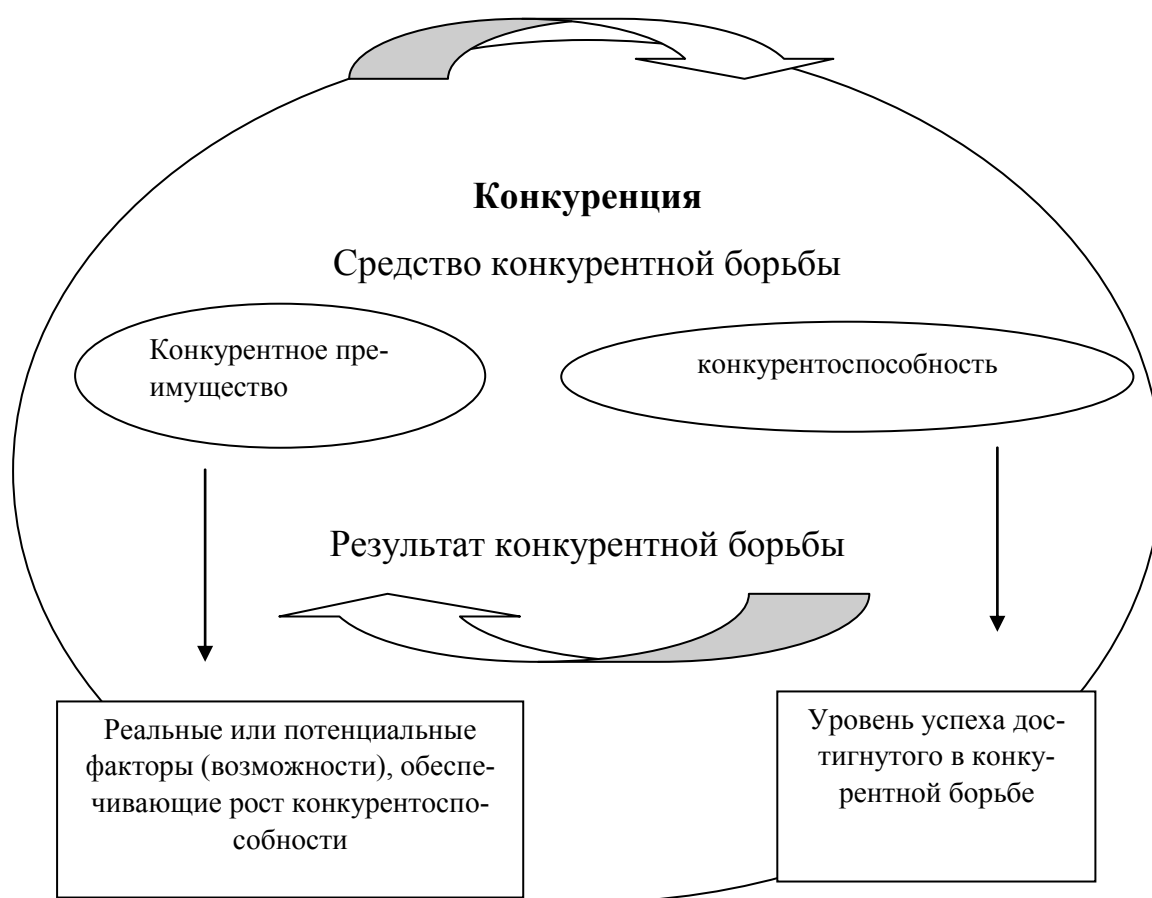 Конкуренция
Средство конкурентной борьбы
Конкурентное пре-
имущество
конкурентоспособность
Результат конкурентной борьбы
Реальные или потенциальные
факторы (возможности), обеспе-
чивающие рост конкурентоспо-
собности
Уровень успеха дос-
тигнутого в конку-
рентной борьбе